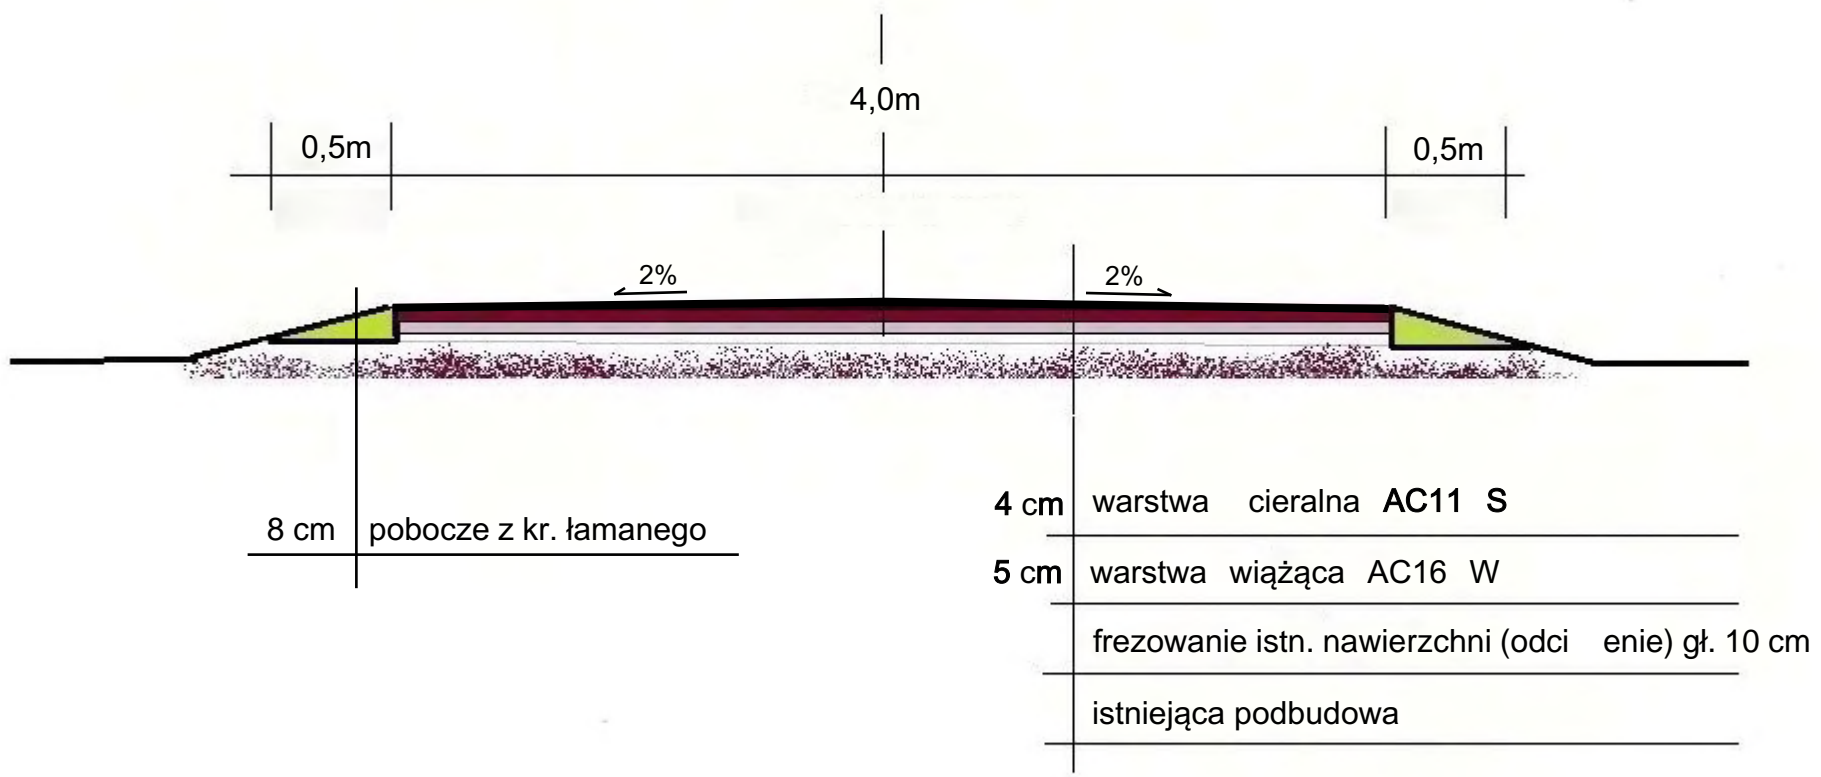 4,0m
0,5m
0,5m
2%
2%
8 cm pobocze z kr. łamanego
4 cm warstwa cieralna AC11 S
5 cm warstwa wiążąca AC16 W
frezowanie istn. nawierzchni (odci enie) gł. 10 cm
istniejąca podbudowa